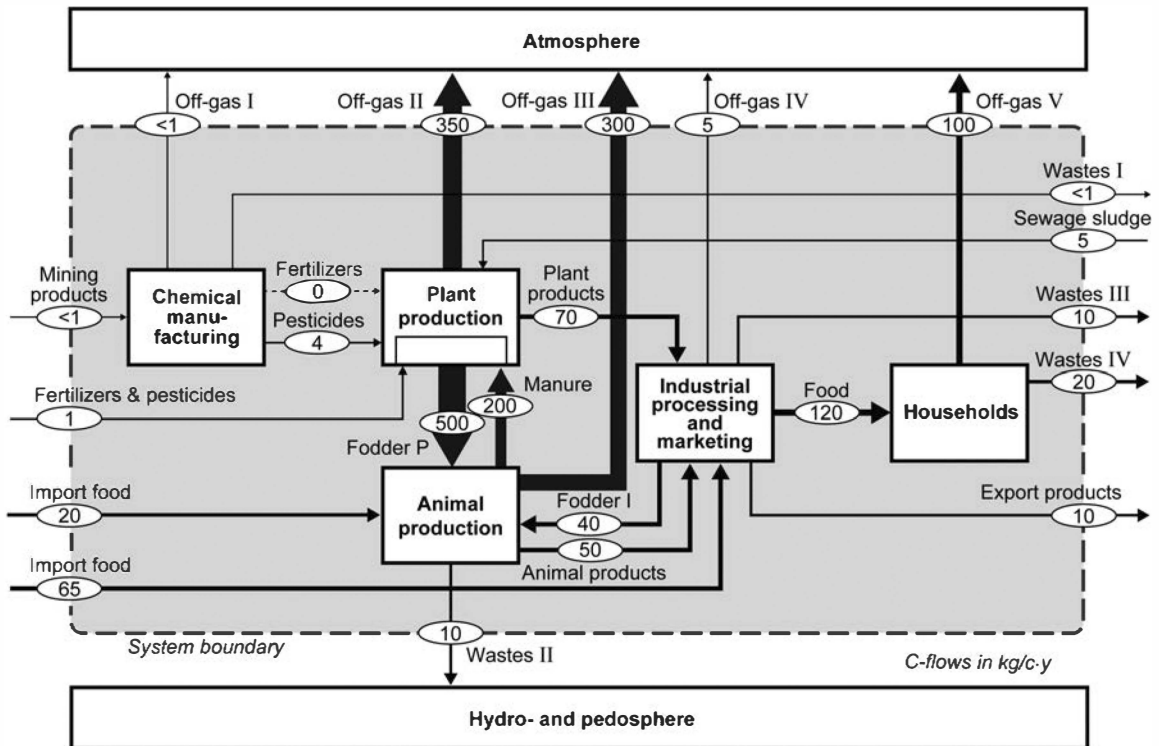 Atmosphere
Off-gas I
Off-gas II
Off-gas III
Off-gas IV
Off-gas V
<1
350
300
5
100
Wastes I
<1
Sewage sludge
5
Mining
products
<1
Chemical
manu-
facturing
Fertilizers
0
Pesticides
4
Plant
production
Plant
products
70
Wastes III
10
Wastes IV
20
Fertilizers & pesticides
1
Manure
200
500
Fodder P
Industrial
processing
and
marketing
Food
120
Households
Import food
20
Animal
production
Fodder I
40
50
Animal products
Export products
10
Import food
65
10
Wastes II
System boundary
C-flows in kg/c·y
Hydro- and pedosphere